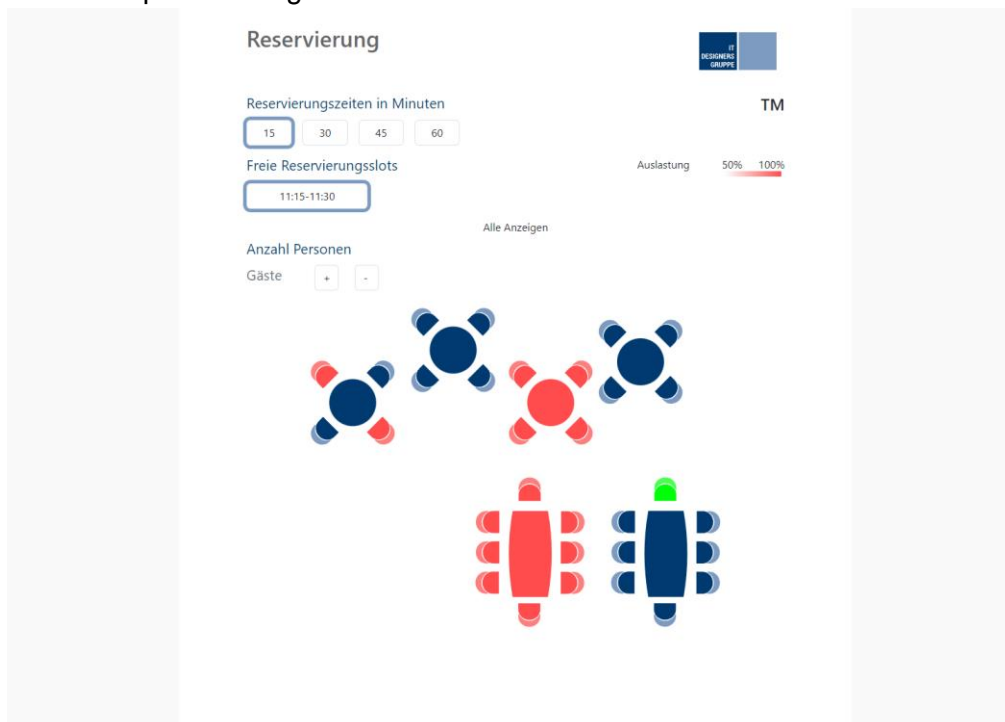 Reservierung
IT
DESIGNERS
GRUPPE
Reservierungszeiten in Minuten
TM
15 30 45 60
Freie Reservierungsslots
Auslastung 50% 100%
11:15-11:30
Alle Anzeigen
Anzahl Personen
Gäste + -